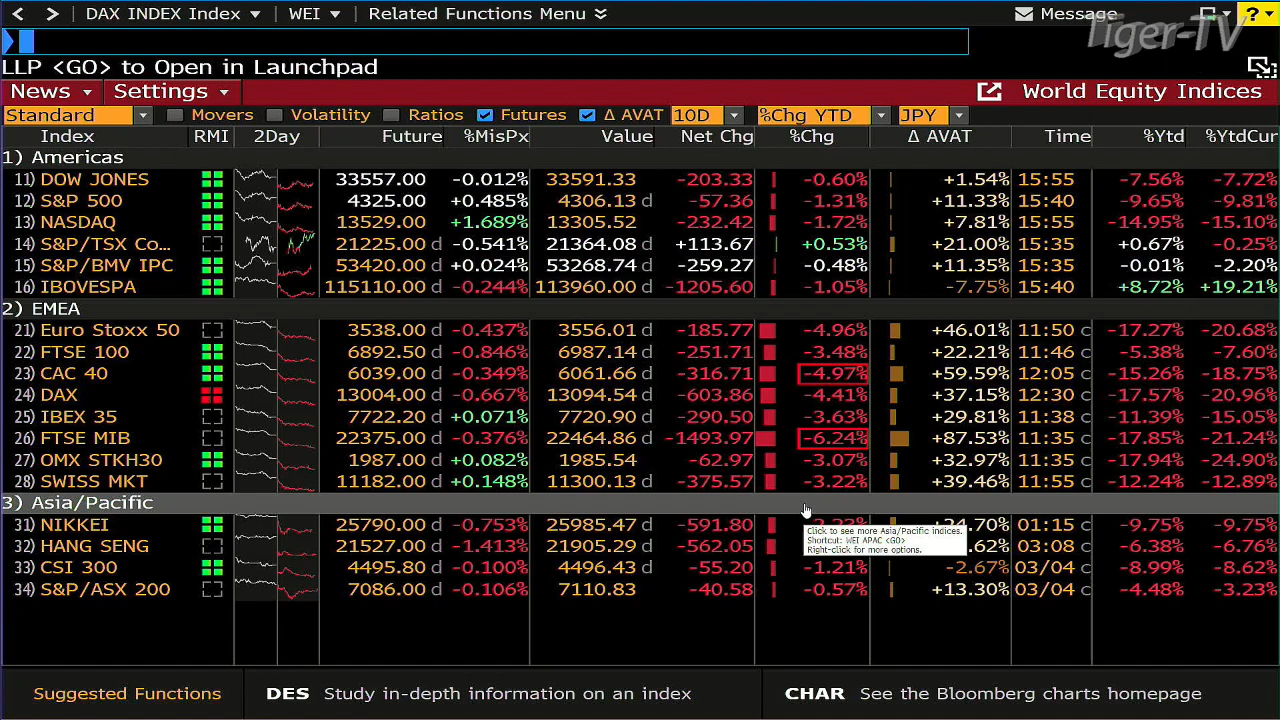 DAX INDEX Index WEI Related Functions Menu Message ?
Tiger-TV
LLP <GO> to Open in Launchpad
News Settings World Equity Indices
Standard Movers Volatility Ratios Futures Δ AVAT 10D %Chg YTD JPY
Index RMI 2Day Future %MisPx Value Net Chg %Chg Δ AVAT Time %Ytd %YtdCur
1) Americas
11) DOW JONES 33557.00 -0.012% 33591.33 -203.33 -0.60% +1.54% 15:55 -7.56% -7.72%
12) S&P 500 4325.00 +0.485% 4306.13 d -57.36 -1.31% +11.33% 15:40 -9.65% -9.81%
13) NASDAQ 13529.00 +1.689% 13305.52 -232.42 -1.72% +7.81% 15:55 -14.95% -15.10%
14) S&P/TSX Co... 21225.00 d -0.541% 21364.08 d +113.67 +0.53% +21.00% 15:35 +0.67% -0.25%
15) S&P/BMV IPC 53420.00 d +0.024% 53268.74 d -259.27 -0.48% +11.35% 15:40 -0.01% -2.20%
16) IBOVESPA 115110.00 d -0.244% 113960.00 d -1205.60 -1.05% -7.75% 15:40 +8.72% +19.21%
2) EMEA
21) Euro Stoxx 50 3538.00 d -0.437% 3556.01 d -185.77 -4.96% +46.01% 11:50 c -17.27% -20.68%
22) FTSE 100 6892.50 d -0.846% 6987.14 d -251.71 -3.48% +22.21% 11:46 c -5.38% -7.60%
23) CAC 40 6039.00 d -0.349% 6061.66 d -316.71 -4.97% +59.59% 12:05 c -15.26% -18.75%
24) DAX 13004.00 d -0.667% 13094.54 d -603.86 -4.41% +37.15% 12:30 c -17.57% -20.97%
25) IBEX 35 7722.20 d +0.071% 7720.90 d -290.50 -3.63% +29.81% 11:38 c -11.39% -15.05%
26) FTSE MIB 22375.00 d -0.376% 22464.86 d -1493.97 -6.24% +87.53% 11:35 c -17.85% -21.24%
27) OMX STKH30 1987.00 d +0.082% 1985.54 -62.97 -3.07% +32.97% 11:35 c -17.94% -24.90%
28) SWISS MKT 11182.00 d +0.148% 11300.13 d -375.57 -3.22% +39.46% 11:35 c -12.24% -12.89%
3) Asia/Pacific
31) NIKKEI 25790.00 d -0.753% 25985.47 d -591.80 01:15 c -9.75% -9.75%
32) HANG SENG 21527.00 d -1.413% 21905.29 d -562.05 03:08 c -6.38% -6.76%
33) CSI 300 4495.80 d -0.100% 4496.43 d -55.20 -1.21% -2.67% 03/04 c -8.99% -8.62%
34) S&P/ASX 200 7086.00 d -0.106% 7110.83 -40.58 -0.57% +13.30% 03/04 c -4.48% -3.23%
Click to see more Asia/Pacific indices.
Shortcut: WEI APAC <GO>
Right-click for more options.
Suggested Functions DES Study in-depth information on an index CHAR See the Bloomberg charts homepage